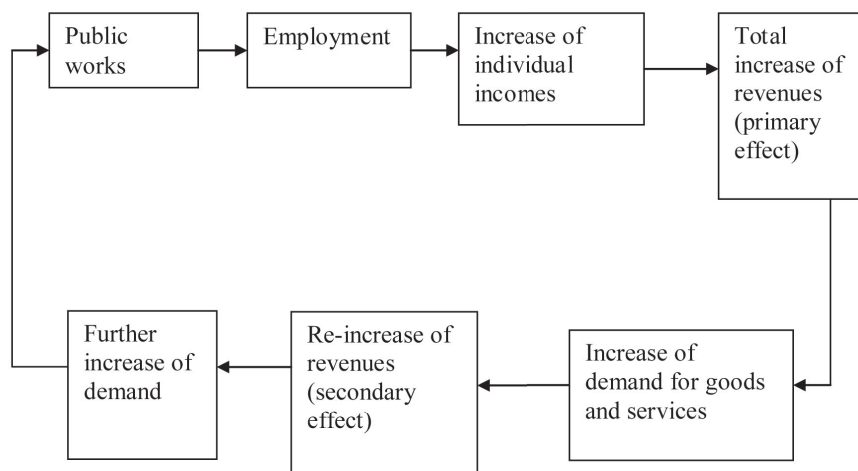 Public
works
Employment
Increase of
individual
incomes
Total
increase of
revenues
(primary
effect)
Further
increase of
demand
Re-increase of
revenues
(secondary
effect)
Increase of
demand for goods
and services